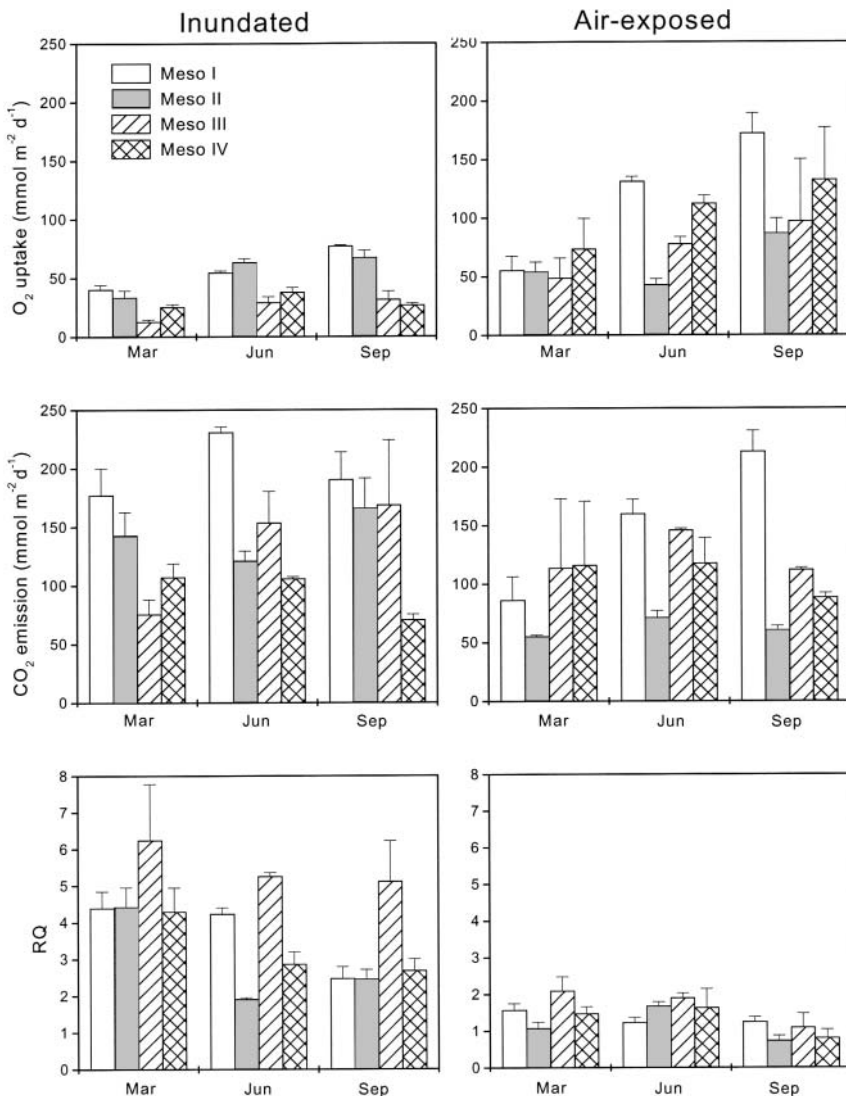 Inundated
Air-exposed
250
200
150
100
50
0
O₂ uptake (mmol m⁻² d⁻¹)
Meso I
Meso II
Meso III
Meso IV
Mar Jun Sep
250
200
150
100
50
0
Mar Jun Sep
250
200
150
100
50
0
CO₂ emission (mmol m⁻² d⁻¹)
Mar Jun Sep
250
200
150
100
50
0
Mar Jun Sep
8
7
6
5
4
3
2
1
0
RQ
Mar Jun Sep
8
7
6
5
4
3
2
1
0
Mar Jun Sep